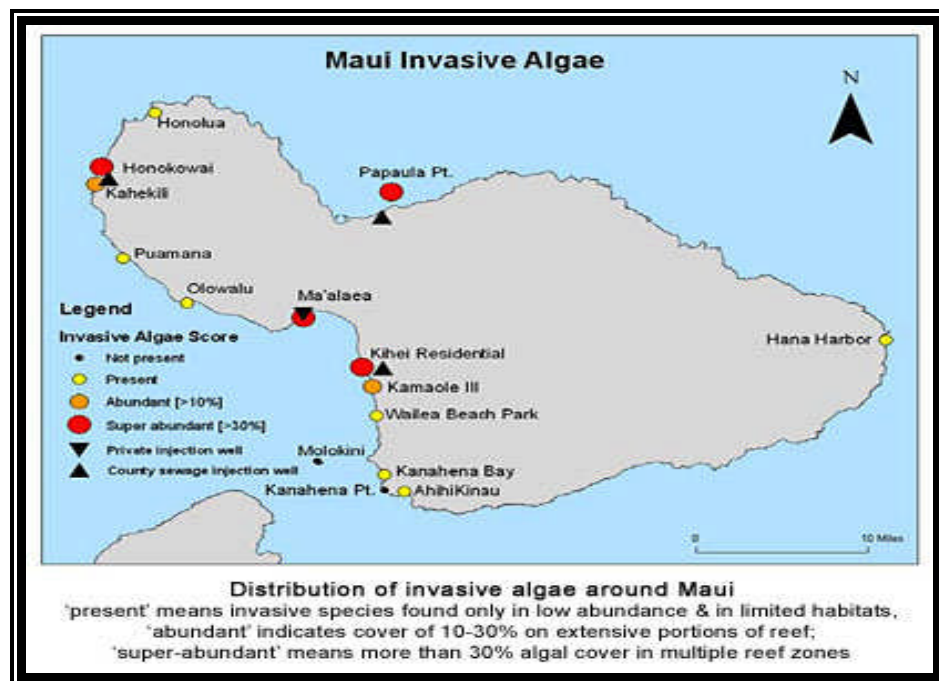 Maui Invasive Algae
N
Honolua
Honokowai
Papaula Pt.
Kahekili
Puamana
Olowalu
Ma'alaea
Legend
Invasive Algae Score
Not present
Present
Abundant [>10%]
Super abundant [>30%]
Private injection well
County sewage injection well
Kihei Residential
Hana Harbor
Kamaole III
Wailea Beach Park
Molokini
Kanahena Bay
Kanahena Pt.
AhihiKinau
0 10 Miles
Distribution of invasive algae around Maui
'present' means invasive species found only in low abundance & in limited habitats,
'abundant' indicates cover of 10-30% on extensive portions of reef;
'super-abundant' means more than 30% algal cover in multiple reef zones